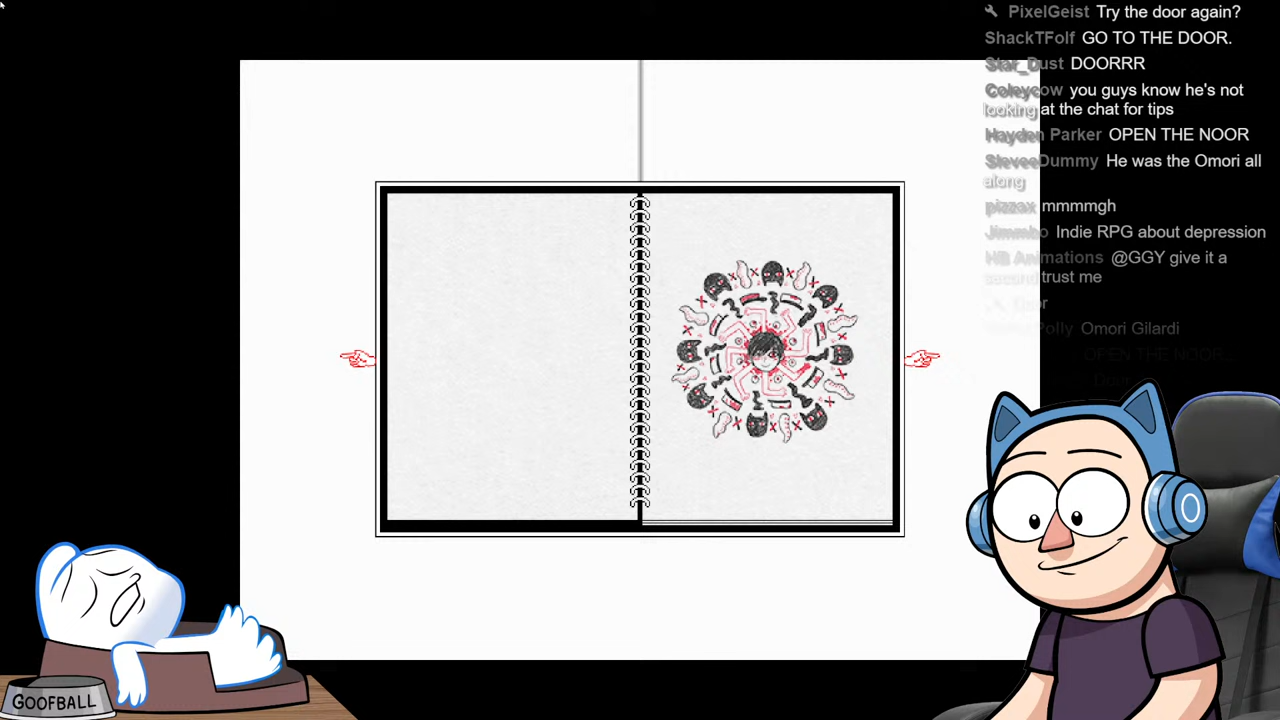 PixelGeist Try the door again?
ShackTFolf GO TO THE DOOR.
Star_Dust DOORRR
Coleycow you guys know he's not
looking at the chat for tips
Hayden Parker OPEN THE NOOR
SteveeDummy He was the Omori all
along
pizzax mmmmgh
Jimmbo Indie RPG about depression
HB Animations @GGY give it a
second trust me
Door
Polly Omori Gilardi
OPEN THE NOOR...
GOOFBALL